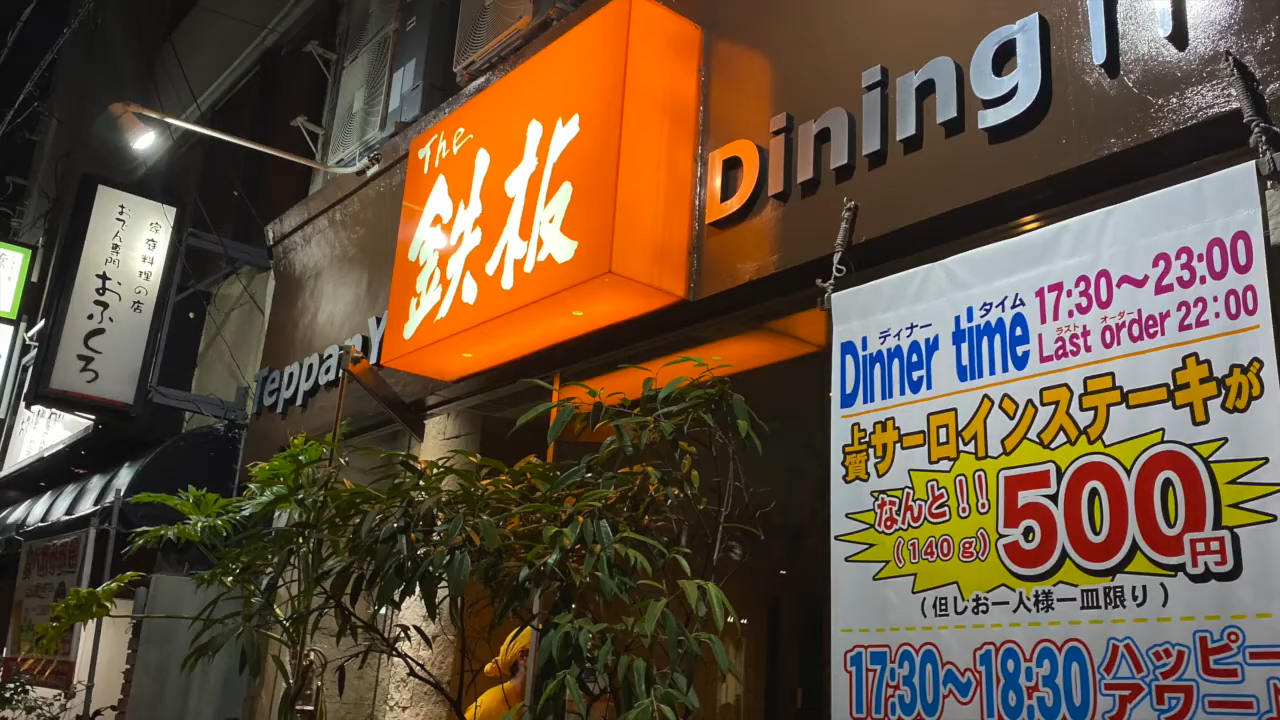 The
鉄板
TeppanY
Dining
家庭料理の店
おでん専門
おふくろ
Dinner time
ディナー
タイム
17:30～23:00
Last order 22:00
ラスト
オーダー
上質サーロインステーキが
なんと!!
(140g)
500円
(但しお一人様一皿限り)
17:30～18:30
ハッピー
アワー